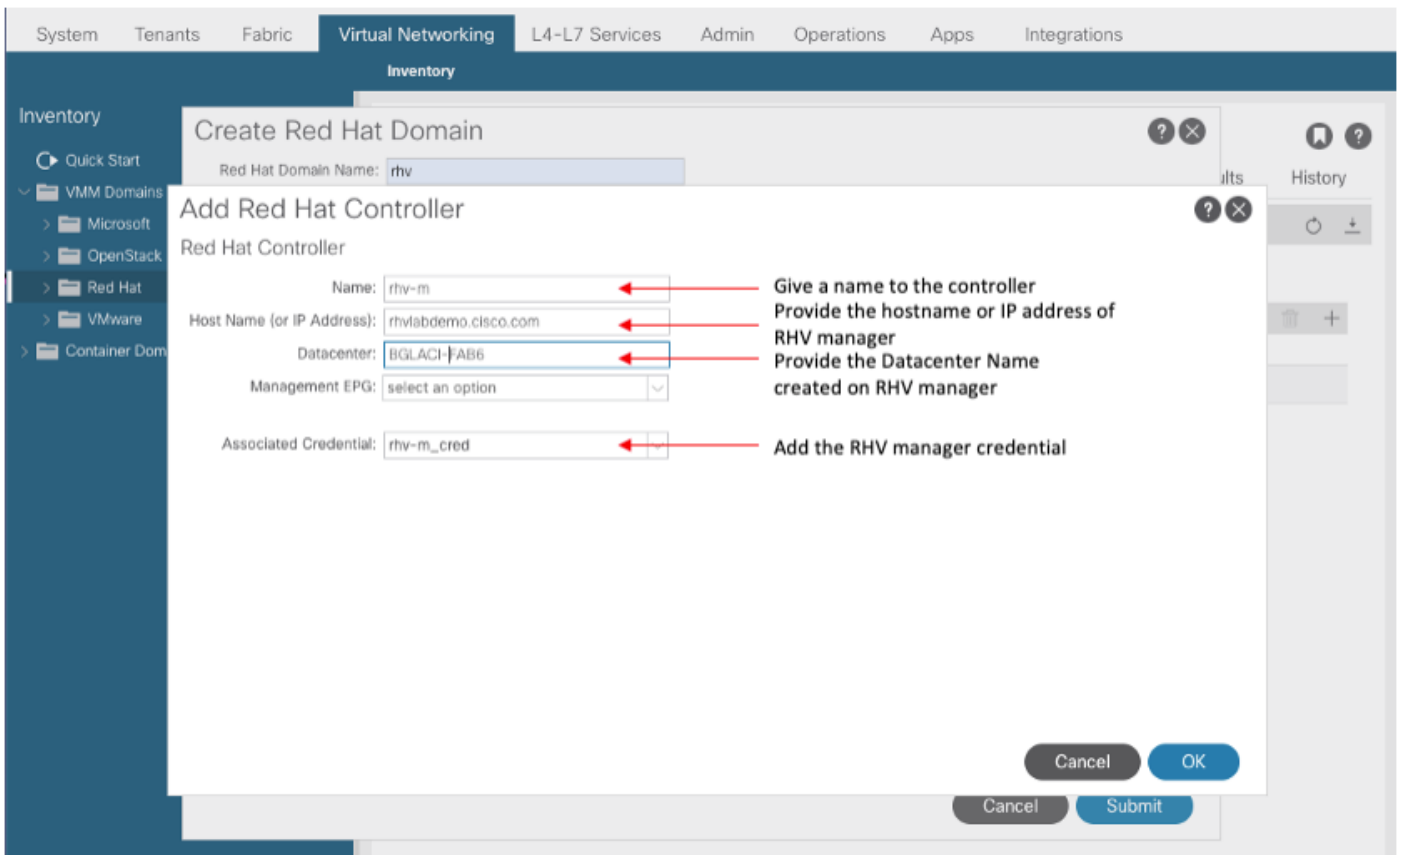 System Tenants Fabric Virtual Networking L4-L7 Services Admin Operations Apps Integrations
Inventory
Inventory
Quick Start
VMM Domains
Microsoft
OpenStack
Red Hat
VMware
Container Dom
Create Red Hat Domain
Red Hat Domain Name: rhv
ults History
Add Red Hat Controller
Red Hat Controller
Name: rhv-m
Give a name to the controller
Host Name (or IP Address): rhvlabdemo.cisco.com
Provide the hostname or IP address of
RHV manager
Datacenter: BGLACI-FAB6
Provide the Datacenter Name
created on RHV manager
Management EPG: select an option
Associated Credential: rhv-m_cred
Add the RHV manager credential
Cancel OK
Cancel Submit